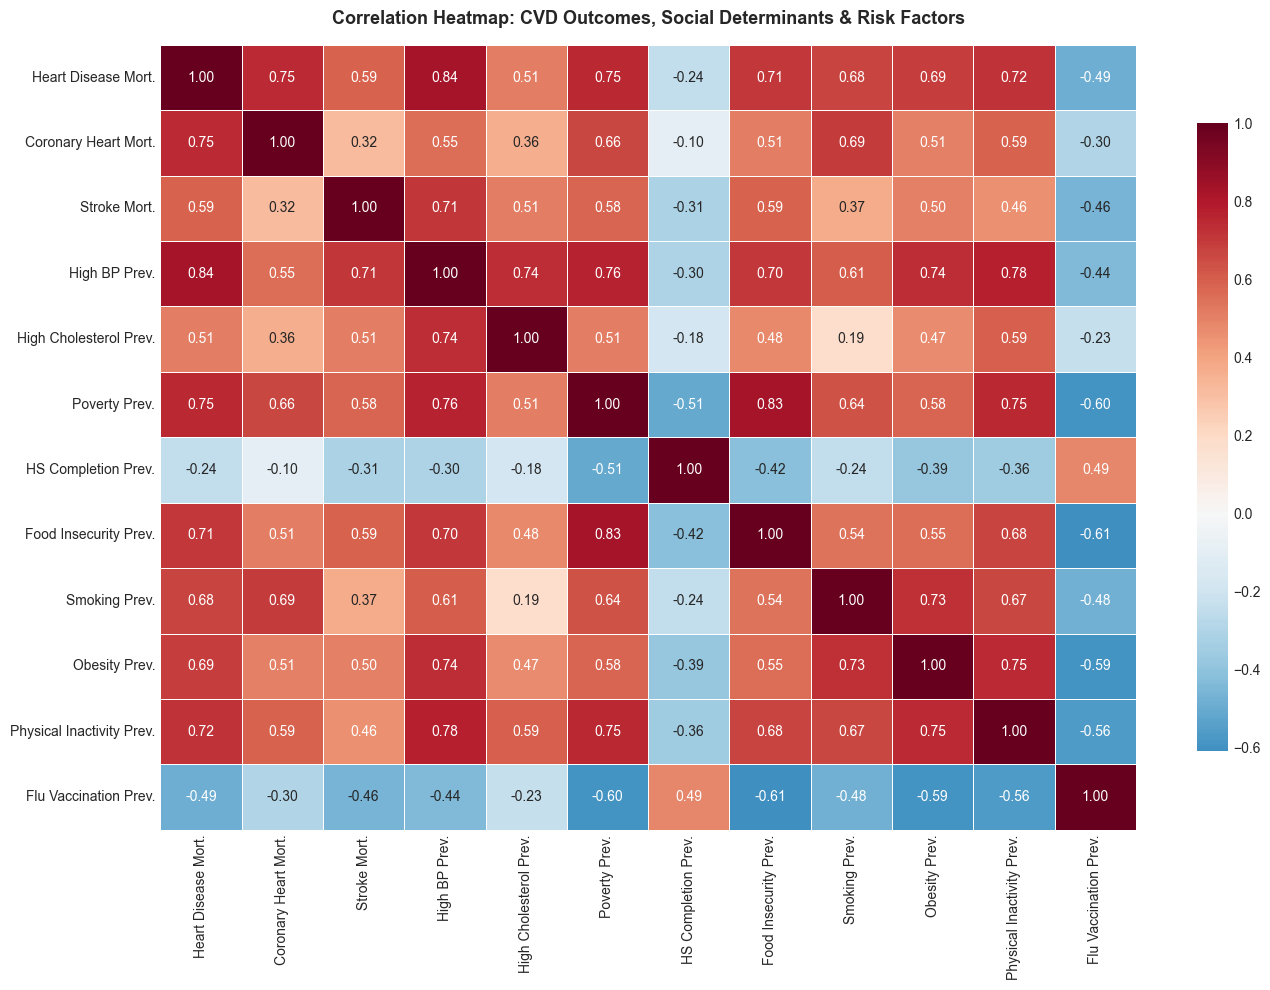 Correlation Heatmap: CVD Outcomes, Social Determinants & Risk Factors
Heart Disease Mort. 1.00 0.75 0.59 0.84 0.51 0.75 -0.24 0.71 0.68 0.69 0.72 -0.49
Coronary Heart Mort. 0.75 1.00 0.32 0.55 0.36 0.66 -0.10 0.51 0.69 0.51 0.59 -0.30
Stroke Mort. 0.59 0.32 1.00 0.71 0.51 0.58 -0.31 0.59 0.37 0.50 0.46 -0.46
High BP Prev. 0.84 0.55 0.71 1.00 0.74 0.76 -0.30 0.70 0.61 0.74 0.78 -0.44
High Cholesterol Prev. 0.51 0.36 0.51 0.74 1.00 0.51 -0.18 0.48 0.19 0.47 0.59 -0.23
Poverty Prev. 0.75 0.66 0.58 0.76 0.51 1.00 -0.51 0.83 0.64 0.58 0.75 -0.60
HS Completion Prev. -0.24 -0.10 -0.31 -0.30 -0.18 -0.51 1.00 -0.42 -0.24 -0.39 -0.36 0.49
Food Insecurity Prev. 0.71 0.51 0.59 0.70 0.48 0.83 -0.42 1.00 0.54 0.55 0.68 -0.61
Smoking Prev. 0.68 0.69 0.37 0.61 0.19 0.64 -0.24 0.54 1.00 0.73 0.67 -0.48
Obesity Prev. 0.69 0.51 0.50 0.74 0.47 0.58 -0.39 0.55 0.73 1.00 0.75 -0.59
Physical Inactivity Prev. 0.72 0.59 0.46 0.78 0.59 0.75 -0.36 0.68 0.67 0.75 1.00 -0.56
Flu Vaccination Prev. -0.49 -0.30 -0.46 -0.44 -0.23 -0.60 0.49 -0.61 -0.48 -0.59 -0.56 1.00
Heart Disease Mort.
Coronary Heart Mort.
Stroke Mort.
High BP Prev.
High Cholesterol Prev.
Poverty Prev.
HS Completion Prev.
Food Insecurity Prev.
Smoking Prev.
Obesity Prev.
Physical Inactivity Prev.
Flu Vaccination Prev.
1.0
0.8
0.6
0.4
0.2
0.0
−0.2
−0.4
−0.6